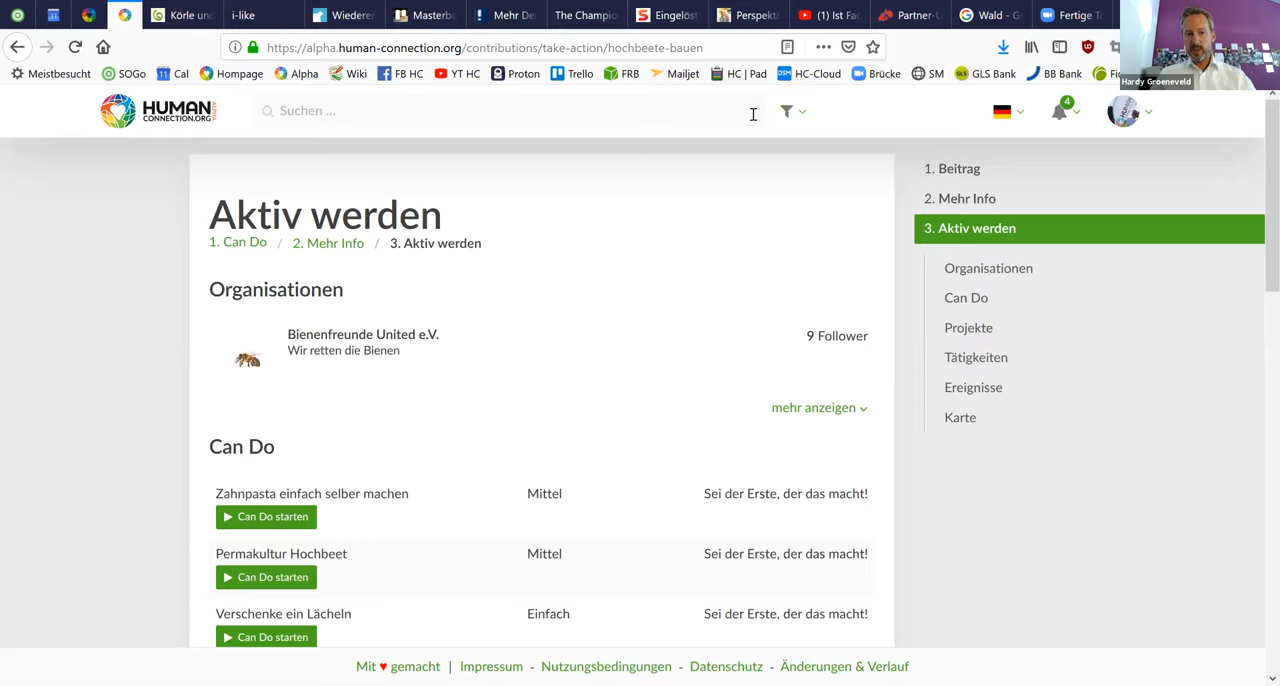 Körle und
i-like
Wiederer
Masterbo
Mehr De
The Champio
Eingelöst
Perspekti
(1) Ist Fac
Partner-U
Wald - G
Fertige To
https://alpha.human-connection.org/contributions/take-action/hochbeete-bauen
Meistbesucht SOGo Cal Hompage Alpha Wiki FB HC YT HC Proton Trello FRB Mailjet HC | Pad HC-Cloud Brücke SM GLS Bank BB Bank
Hardy Groeneveld
HUMAN
CONNECTION.ORG
ALPHA
Suchen ...
4
Aktiv werden
1. Can Do / 2. Mehr Info / 3. Aktiv werden
Organisationen
Bienenfreunde United e.V.
9 Follower
Wir retten die Bienen
mehr anzeigen
Can Do
Zahnpasta einfach selber machen Mittel Sei der Erste, der das macht!
Can Do starten
Permakultur Hochbeet Mittel Sei der Erste, der das macht!
Can Do starten
Verschenke ein Lächeln Einfach Sei der Erste, der das macht!
Can Do starten
1. Beitrag
2. Mehr Info
3. Aktiv werden
Organisationen
Can Do
Projekte
Tätigkeiten
Ereignisse
Karte
Mit ♥ gemacht | Impressum - Nutzungsbedingungen - Datenschutz - Änderungen & Verlauf